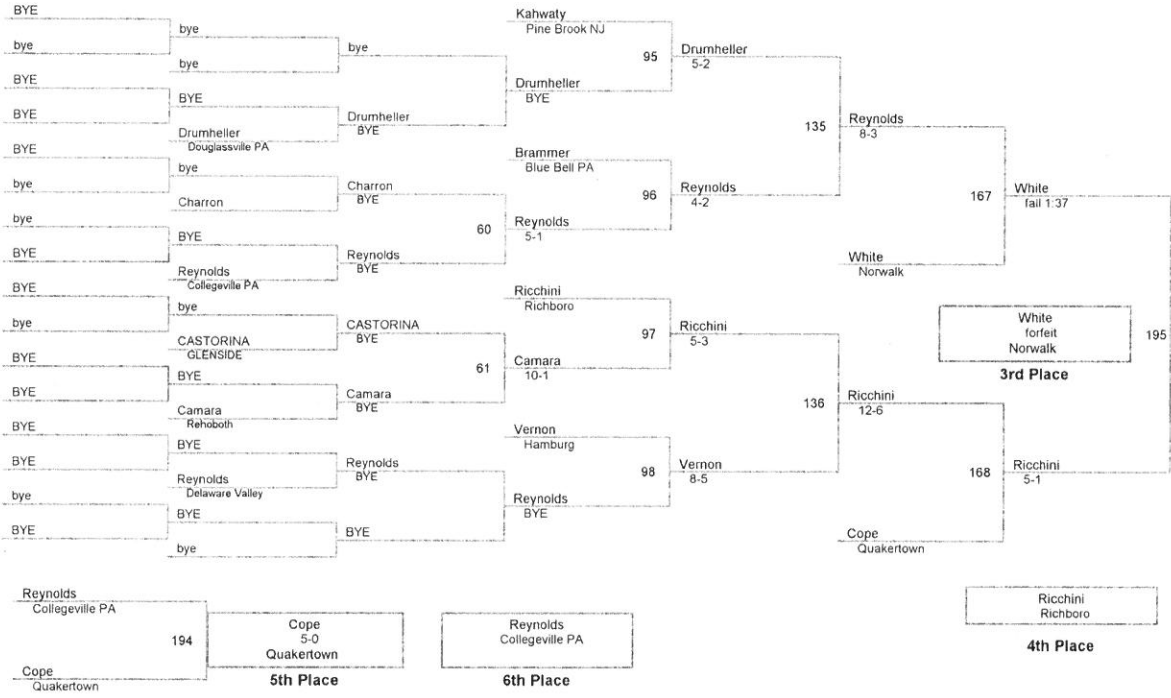 BYE
bye
BYE
BYE
BYE
bye
bye
BYE
BYE
bye
BYE
BYE
BYE
BYE
bye
BYE
bye
bye
BYE
Drumheller
Douglassville PA
bye
Charron
BYE
Reynolds
Collegeville PA
bye
CASTORINA
GLENSIDE
BYE
Camara
Rehoboth
BYE
Reynolds
Delaware Valley
BYE
bye
bye
Drumheller
BYE
Charron
BYE
60
Reynolds
BYE
CASTORINA
BYE
61
Camara
BYE
Reynolds
BYE
BYE
Kahwaty
Pine Brook NJ
95
Drumheller
BYE
Brammer
Blue Bell PA
96
Reynolds
5-1
Ricchini
Richboro
97
Camara
10-1
Vernon
Hamburg
98
Reynolds
BYE
Drumheller
5-2
135
Reynolds
4-2
Ricchini
5-3
136
Vernon
8-5
Reynolds
8-3
167
White
Norwalk
Ricchini
12-6
168
Cope
Quakertown
White
fall 1:37
195
Ricchini
5-1
White
forfeit
Norwalk
3rd Place
Reynolds
Collegeville PA
194
Cope
Quakertown
Cope
5-0
Quakertown
5th Place
Reynolds
Collegeville PA
6th Place
Ricchini
Richboro
4th Place